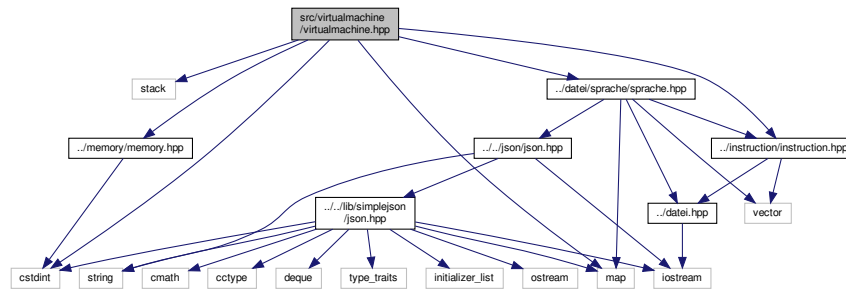 src/virtualmachine
/virtualmachine.hpp
stack
../datei/sprache/sprache.hpp
../memory/memory.hpp
../../json/json.hpp
../instruction/instruction.hpp
../../lib/simplejson
/json.hpp
../datei.hpp
vector
cstdint
string
cmath
cctype
deque
type_traits
initializer_list
ostream
map
iostream